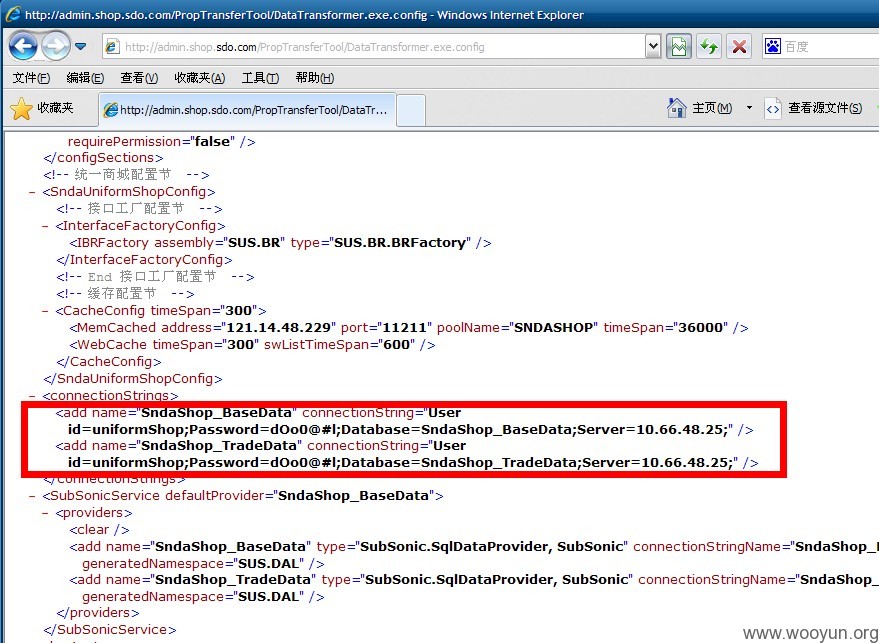 http://admin.shop.sdo.com/PropTransferTool/DataTransformer.exe.config - Windows Internet Explorer
http://admin.shop.sdo.com/PropTransferTool/DataTransformer.exe.config
百度
文件(F) 编辑(E) 查看(V) 收藏夹(A) 工具(T) 帮助(H)
收藏夹 http://admin.shop.sdo.com/PropTransferTool/DataTr... 主页(M) 查看源文件(S)
requirePermission="false" />
</configSections>
<!-- 统一商城配置节 -->
- <SndaUniformShopConfig>
<!-- 接口工厂配置节 -->
- <InterfaceFactoryConfig>
<IBRFactory assembly="SUS.BR" type="SUS.BR.BRFactory" />
</InterfaceFactoryConfig>
<!-- End 接口工厂配置节 -->
<!-- 缓存配置节 -->
- <CacheConfig timeSpan="300">
<MemCached address="121.14.48.229" port="11211" poolName="SNDASHOP" timeSpan="36000" />
<WebCache timeSpan="300" swListTimeSpan="600" />
</CacheConfig>
</SndaUniformShopConfig>
- <connectionStrings>
<add name="SndaShop_BaseData" connectionString="User
id=uniformShop;Password=dOo0@#l;Database=SndaShop_BaseData;Server=10.66.48.25;" />
<add name="SndaShop_TradeData" connectionString="User
id=uniformShop;Password=dOo0@#l;Database=SndaShop_TradeData;Server=10.66.48.25;" />
</connectionStrings>
- <SubSonicService defaultProvider="SndaShop_BaseData">
- <providers>
<clear />
<add name="SndaShop_BaseData" type="SubSonic.SqlDataProvider, SubSonic" connectionStringName="SndaShop_
generatedNamespace="SUS.DAL" />
<add name="SndaShop_TradeData" type="SubSonic.SqlDataProvider, SubSonic" connectionStringName="SndaShop_
generatedNamespace="SUS.DAL" />
</providers>
</SubSonicService>
www.wooyun.org